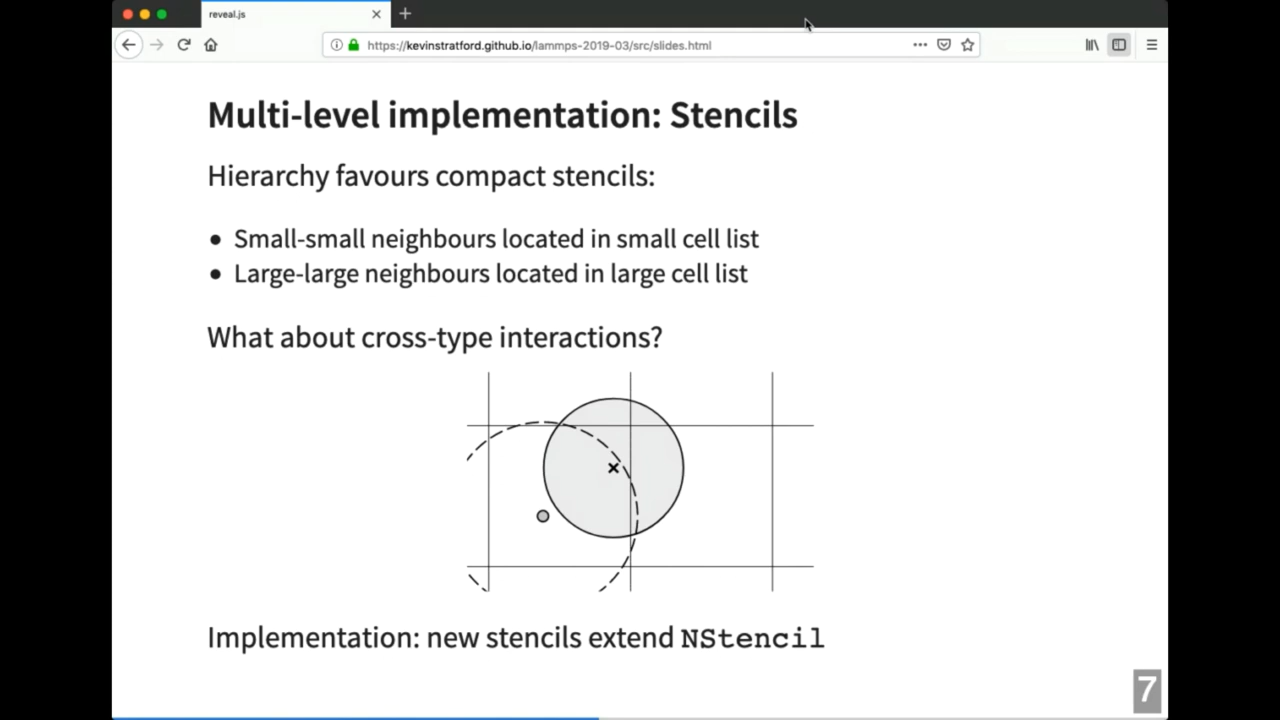 reveal.js
https://kevinstratford.github.io/lammps-2019-03/src/slides.html
Multi-level implementation: Stencils
Hierarchy favours compact stencils:
• Small-small neighbours located in small cell list
• Large-large neighbours located in large cell list
What about cross-type interactions?
Implementation: new stencils extend NStencil
7